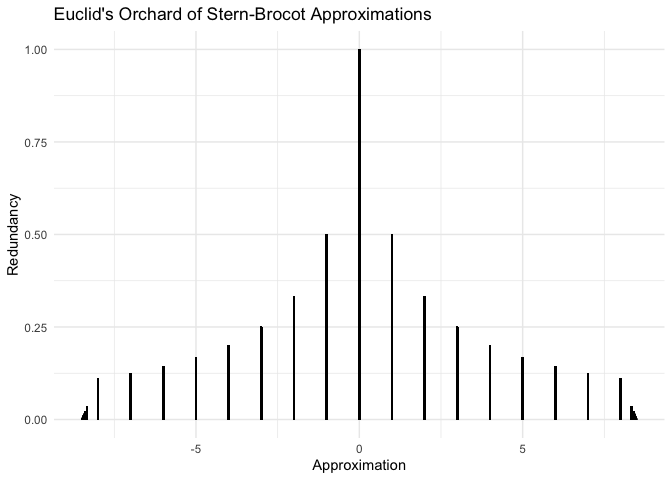 Euclid's Orchard of Stern-Brocot Approximations
1.00
0.75
0.50
0.25
0.00
Redundancy
-5
0
5
Approximation